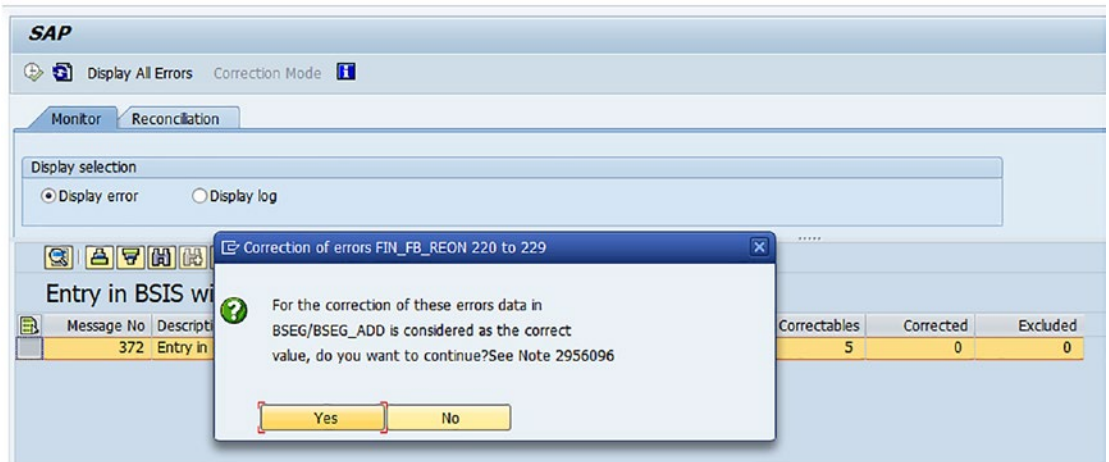 SAP
Display All Errors Correction Mode
Monitor Reconciliation
Display selection
Display error Display log
Correction of errors FIN_FB_REON 220 to 229
Entry in BSIS wi
For the correction of these errors data in
BSEG/BSEG_ADD is considered as the correct
value, do you want to continue?See Note 2956096
Message No Descripti Correctables Corrected Excluded
372 Entry in 5 0 0
Yes No